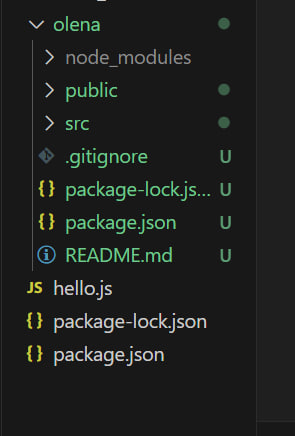 olena
node_modules
public
src
.gitignore U
{} package-lock.js... U
{} package.json U
README.md U
JS hello.js
{} package-lock.json
{} package.json